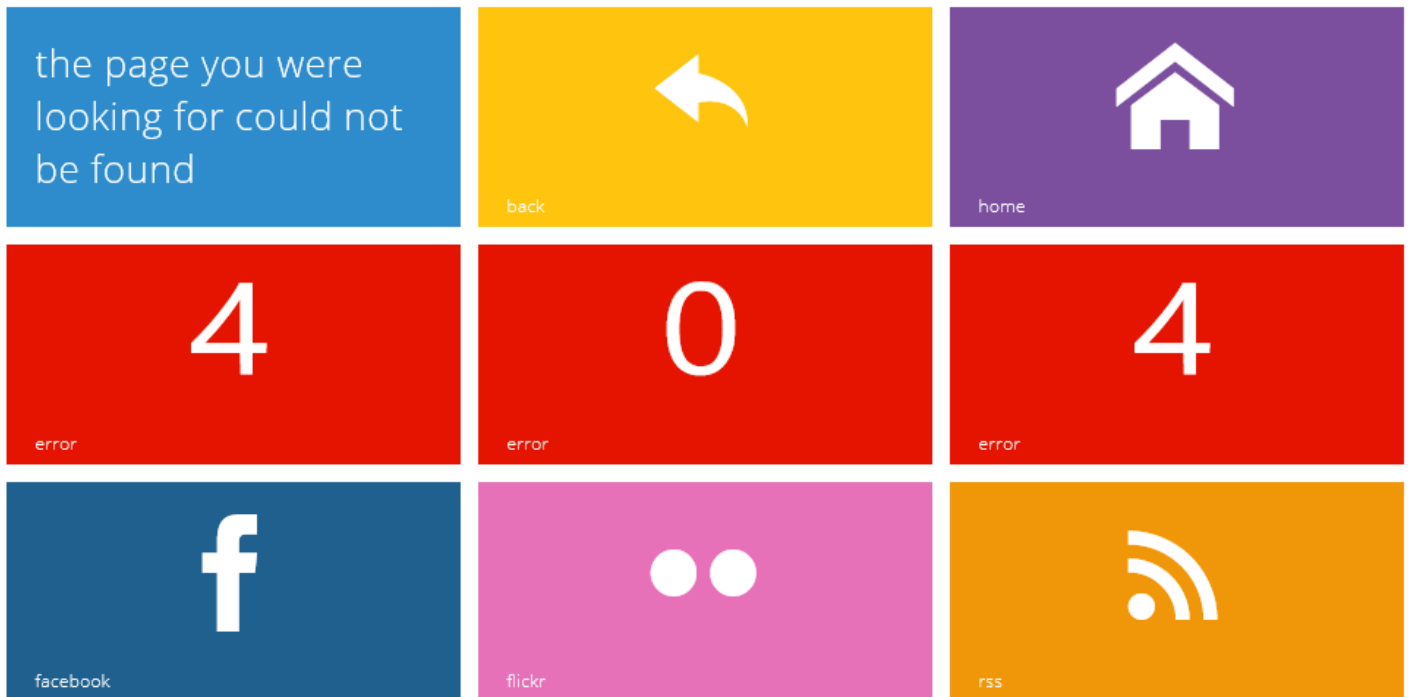 the page you were
looking for could not
be found
back
home
4
error
0
error
4
error
facebook
flickr
rss